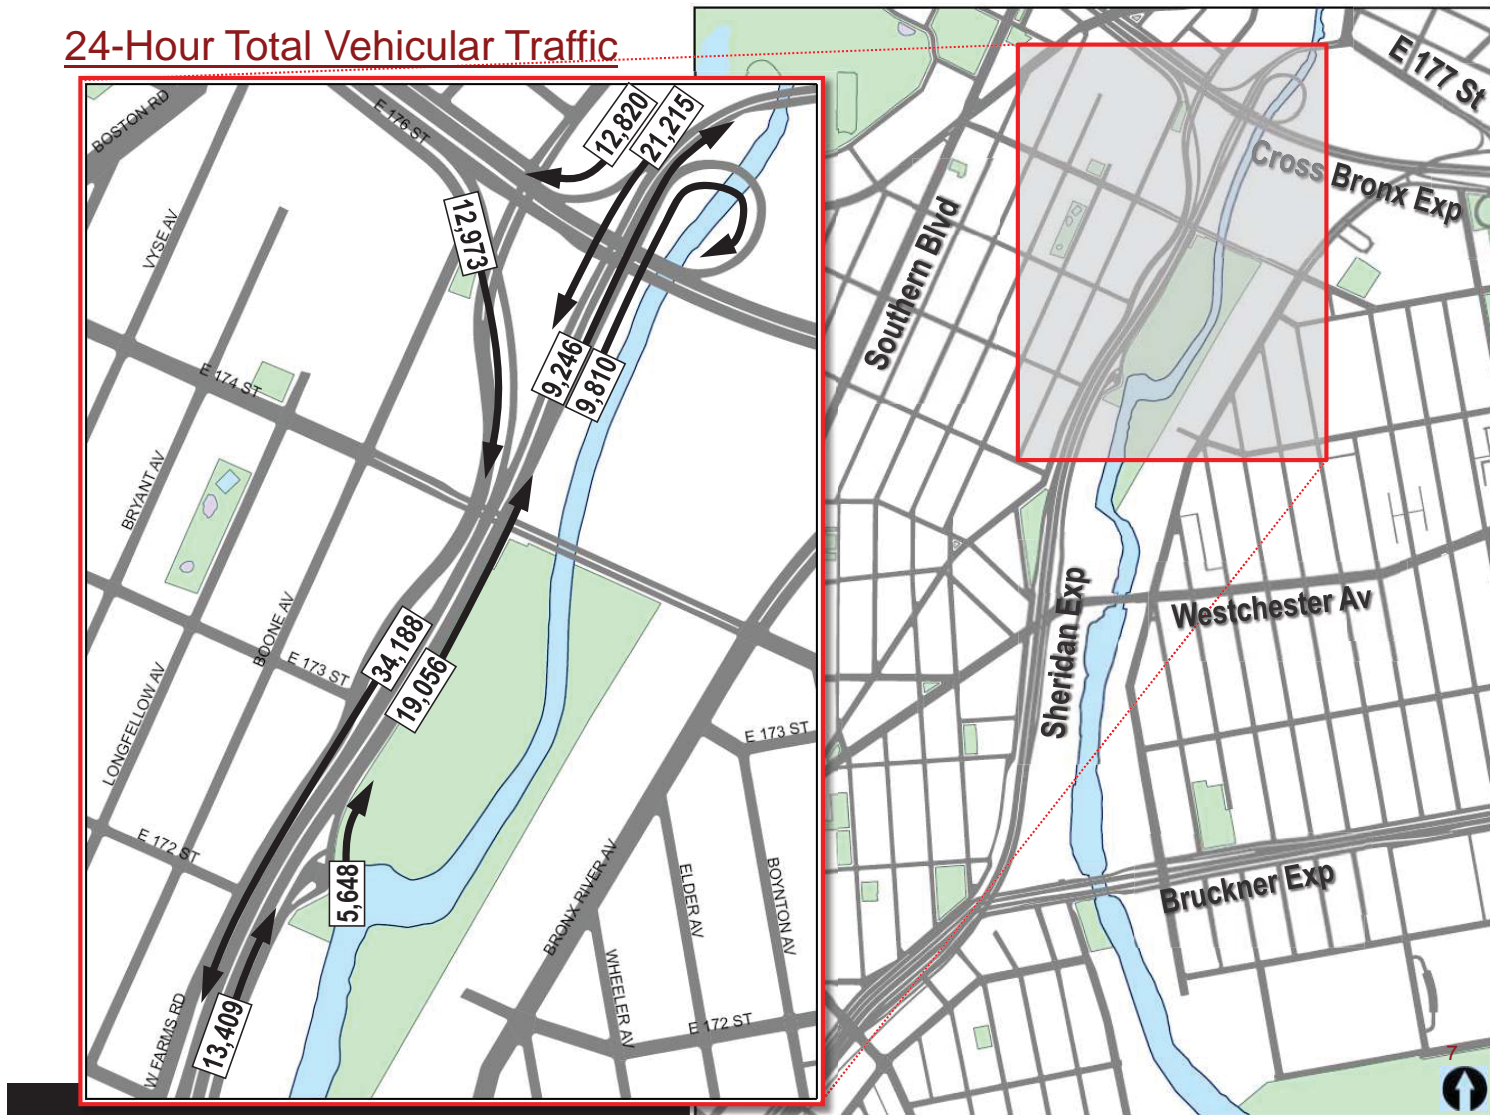 24-Hour Total Vehicular Traffic
BOSTON RD
E 176 ST
12,820
21,215
VYSE AV
12,973
9,246
9,810
E 174 ST
BRYANT AV
BOONE AV
34,188
19,056
E 173 ST
LONGFELLOW AV
E 173 ST
E 172 ST
5,648
BRONX RIVER AV
ELDER AV
BOYNTON AV
WHEELER AV
E 172 ST
W FARMS RD
13,409
E 177 St
Cross Bronx Exp
Southern Blvd
Sheridan Exp
Westchester Av
Bruckner Exp
7